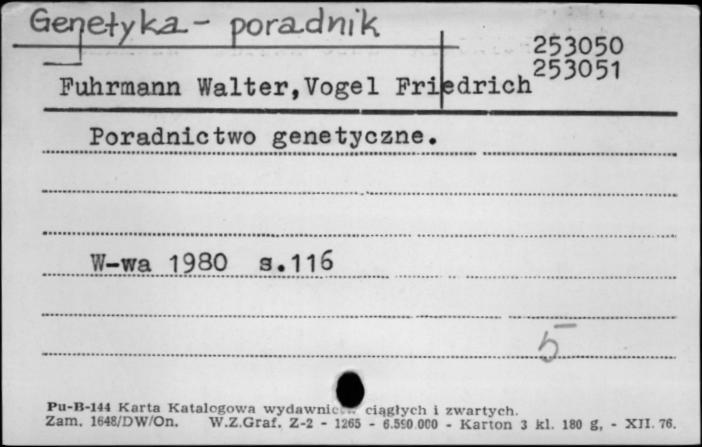 Genetyka - poradnik
253050
253051
Fuhrmann Walter,Vogel Friedrich
Poradnictwo genetyczne.
W-wa 1980 s.116
5
Pu-B-144 Karta Katalogowa ciągłych i zwartych.
Zam. 1648/DW/On. W.Z.Graf. Z-2 - 1265 - 6.590.000 - Karton 3 kl. 180 g, - XII. 76.